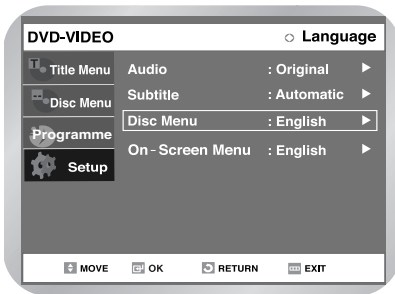 DVD-VIDEO Language
Title Menu
Disc Menu
Programme
Setup
Audio : Original ►
Subtitle : Automatic ►
Disc Menu : English ►
On-Screen Menu : English ►
MOVE OK RETURN EXIT